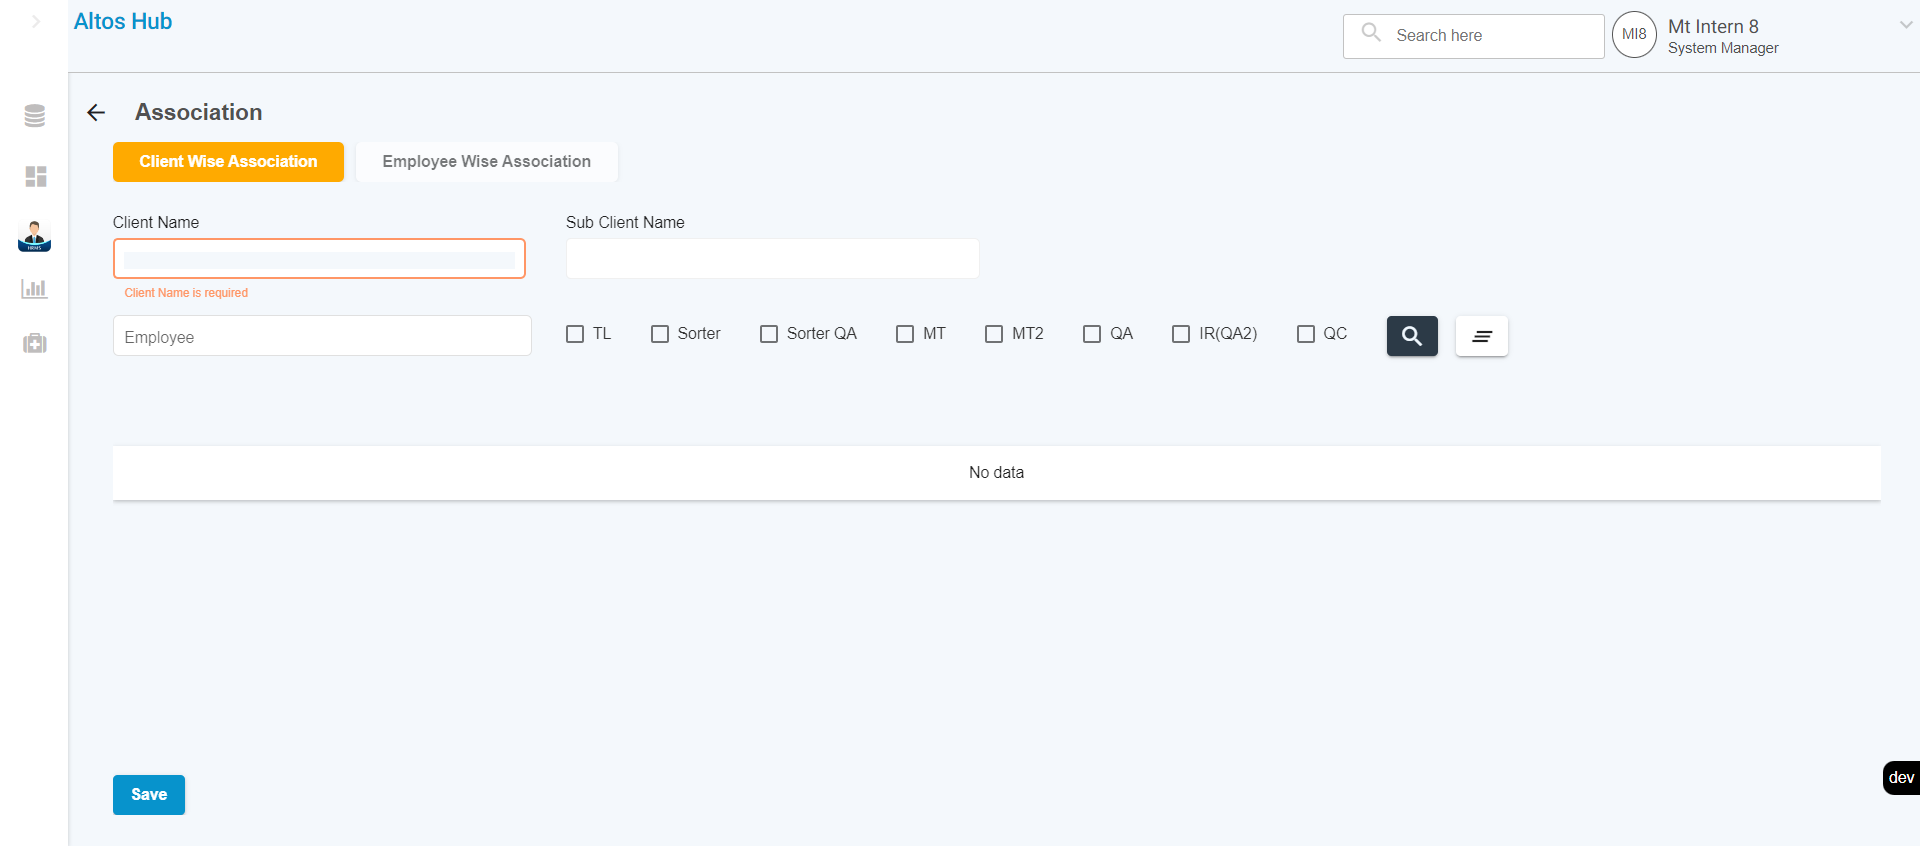 Altos Hub
Search here
MI8
Mt Intern 8
System Manager
Association
Client Wise Association
Employee Wise Association
Client Name
Sub Client Name
Client Name is required
Employee
TL
Sorter
Sorter QA
MT
MT2
QA
IR(QA2)
QC
HRMS
No data
Save
dev